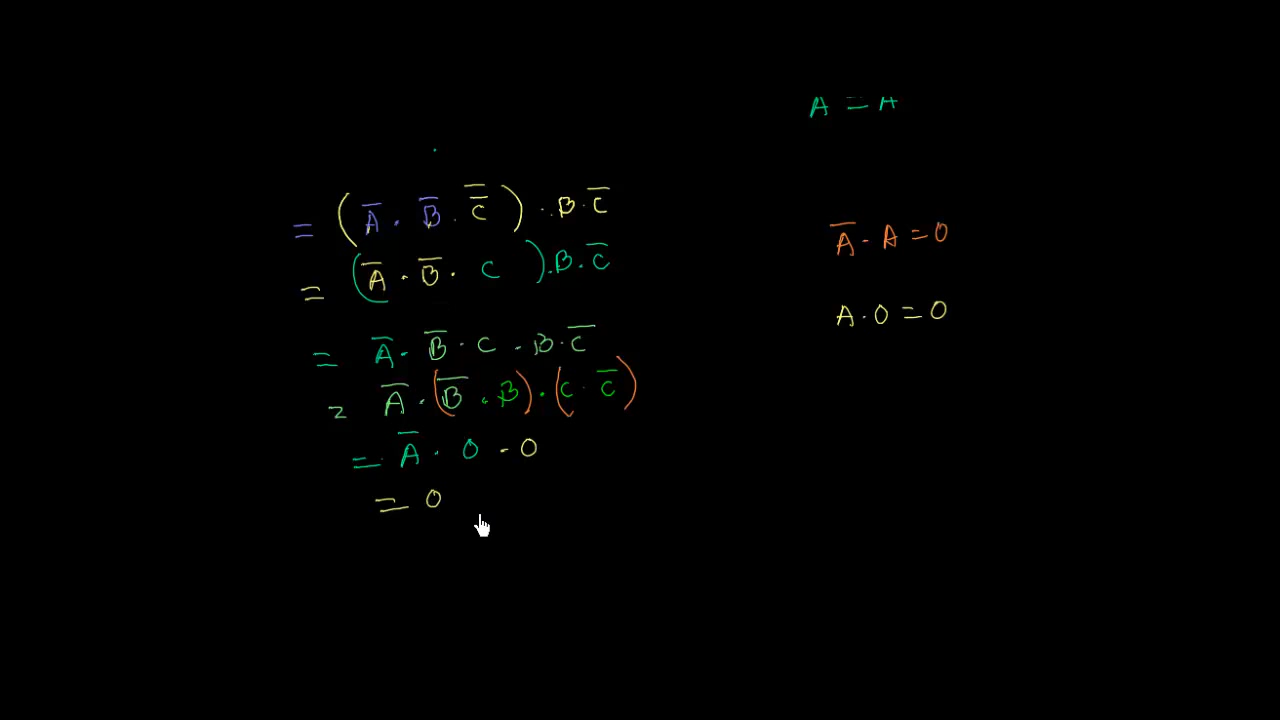 A = A
= (A̅ · B̅ · C̿) · B · C̅
A̅ · A = 0
= (A̅ · B̅ · C) · B · C̅
A · 0 = 0
= A̅ · B̅ · C · B · C̅
= A̅ · (B̅ · B) · (C · C̅)
= A̅ · 0 · 0
= 0